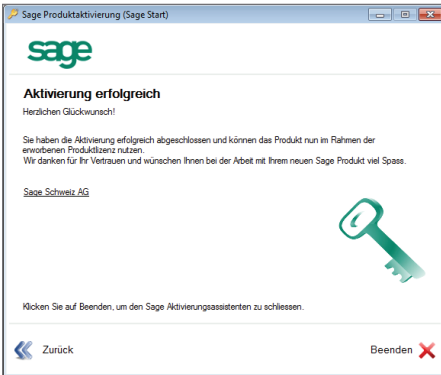 Sage Produktaktivierung (Sage Start)
sage
Aktivierung erfolgreich
Herzlichen Glückwunsch!
Sie haben die Aktivierung erfolgreich abgeschlossen und können das Produkt nun im Rahmen der
erworbenen Produktlizenz nutzen.
Wir danken für Ihr Vertrauen und wünschen Ihnen bei der Arbeit mit Ihrem neuen Sage Produkt viel Spass.
Sage Schweiz AG
Klicken Sie auf Beenden, um den Sage Aktivierungsassistenten zu schliessen.
Zurück
Beenden